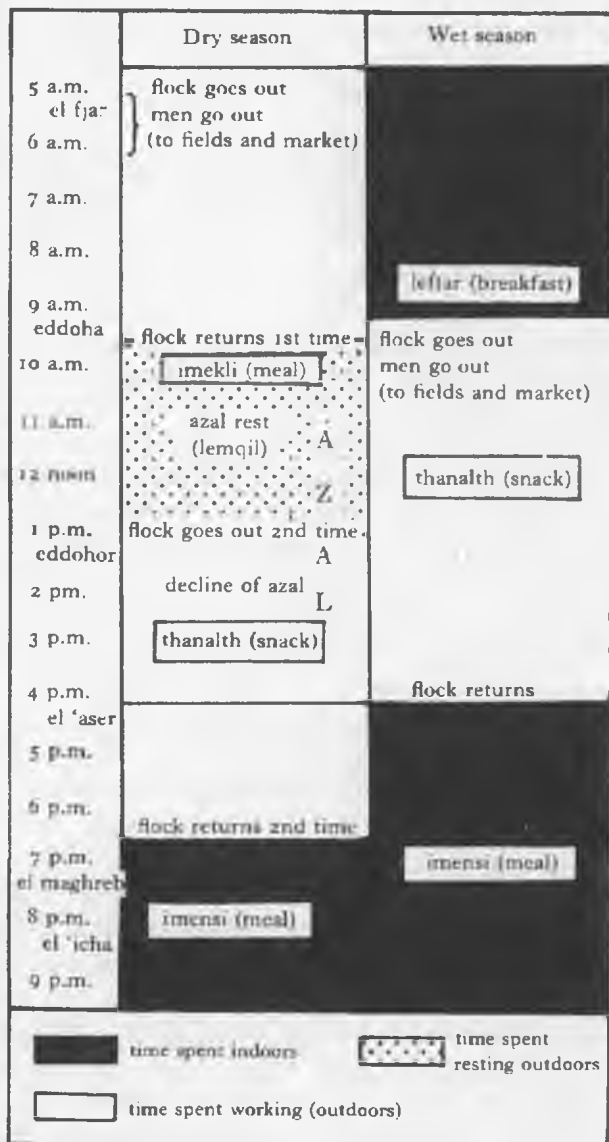 Dry season
Wet season
5 a.m.
el fjar
6 a.m.
7 a.m.
8 a.m.
9 a.m.
eddoha
10 a.m.
11 a.m.
12 noon
1 p.m.
eddohor
2 pm.
3 p.m.
4 p.m.
el ‘aser
5 p.m.
6 p.m.
7 p.m.
el maghreb
8 p.m.
el ‘icha
9 p.m.
flock goes out
men go out
(to fields and market)
flock returns 1st time
imekli (meal)
azal rest
(lemqil)
A
Z
flock goes out 2nd time
A
decline of azal
L
thanalth (snack)
flock returns 2nd time
imensi (meal)
leftar (breakfast)
flock goes out
men go out
(to fields and market)
thanalth (snack)
flock returns
imensi (meal)
time spent indoors
time spent
resting outdoors
time spent working (outdoors)